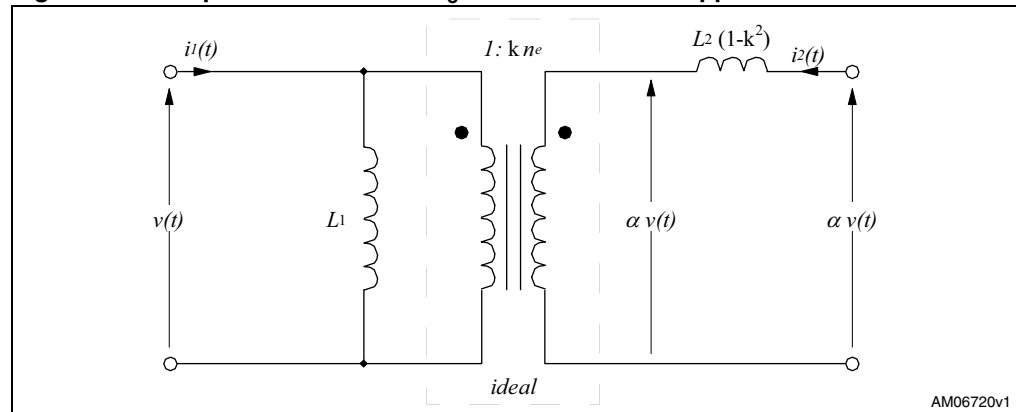 1: k ne
L2 (1-k²)
i1(t)
i2(t)
v(t)
L1
α v(t)
α v(t)
ideal
AM06720v1